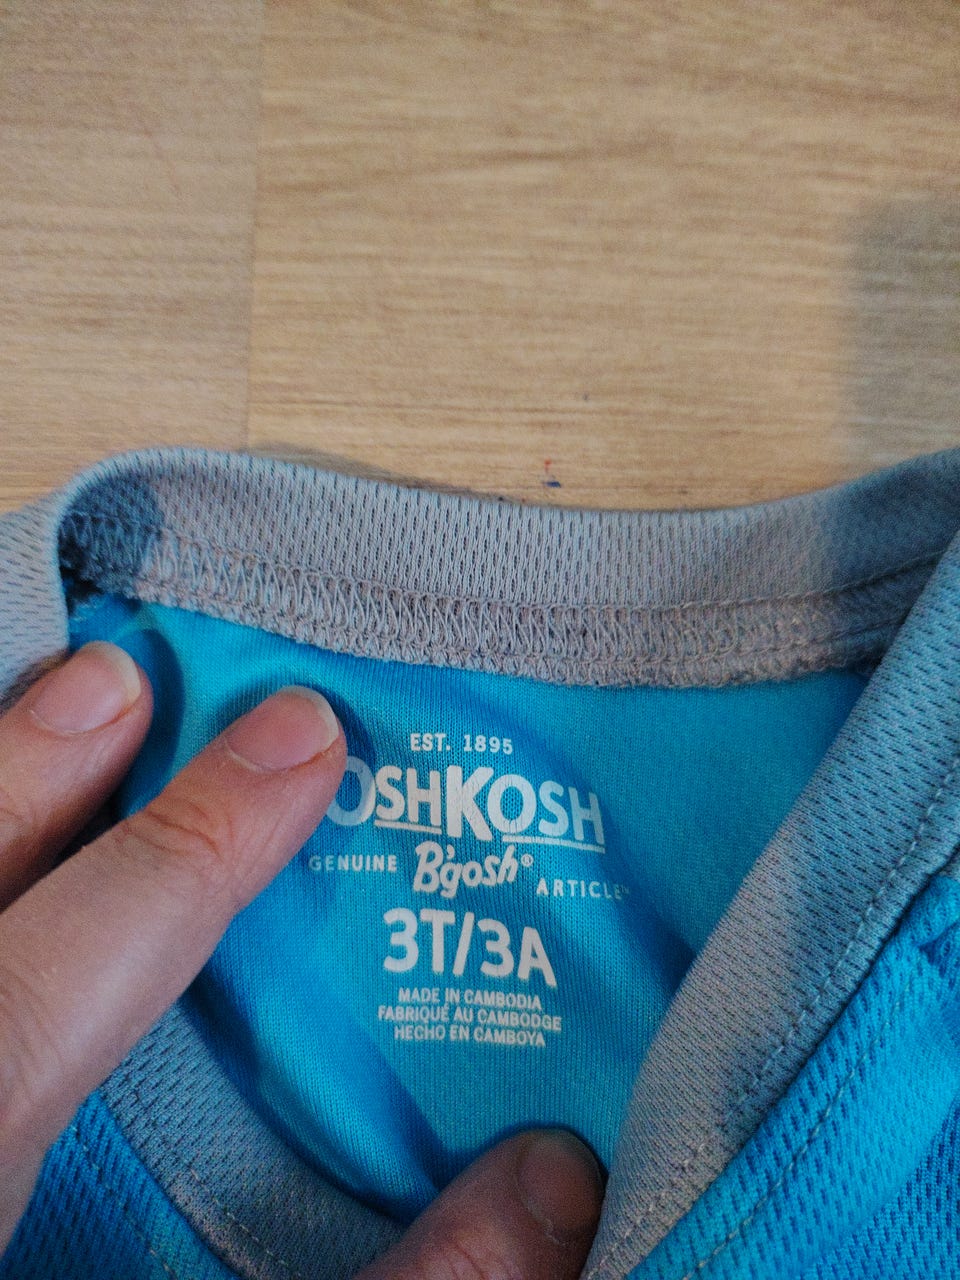 EST. 1895
OSHKOSH
GENUINE B'gosh® ARTICLE™
3T/3A
MADE IN CAMBODIA
FABRIQUÉ AU CAMBODGE
HECHO EN CAMBOYA